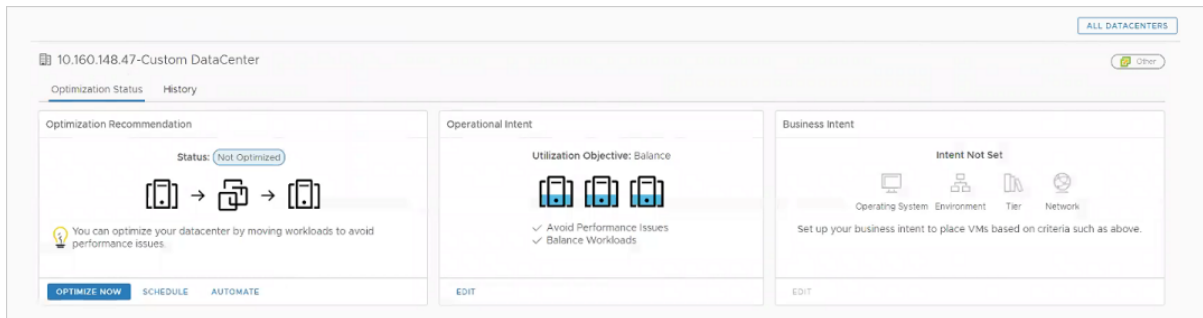 ALL DATACENTERS
10.160.148.47-Custom DataCenter
Other
Optimization Status History
Optimization Recommendation
Status: Not Optimized
You can optimize your datacenter by moving workloads to avoid
performance issues.
OPTIMIZE NOW SCHEDULE AUTOMATE
Operational Intent
Utilization Objective: Balance
Avoid Performance Issues
Balance Workloads
EDIT
Business Intent
Intent Not Set
Operating System Environment Tier Network
Set up your business intent to place VMs based on criteria such as above.
EDIT